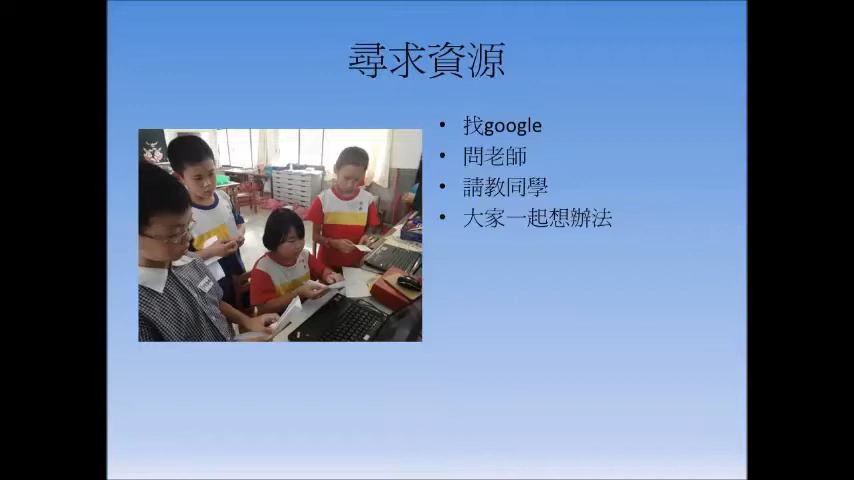 尋求資源
• 找google
• 問老師
• 請教同學
• 大家一起想辦法